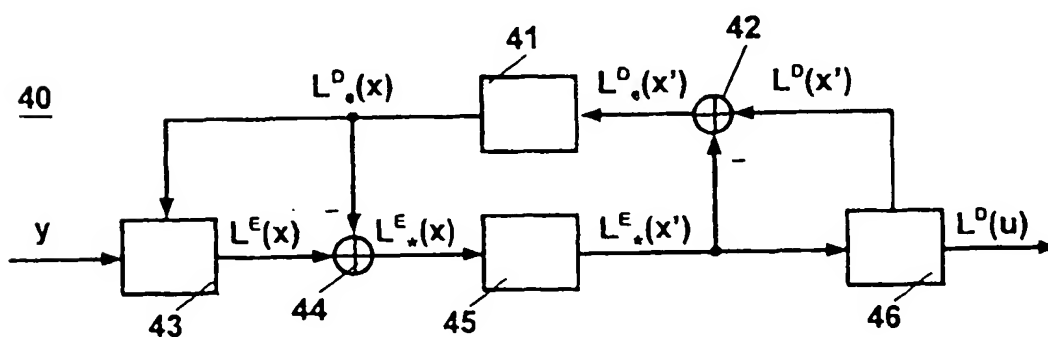 41
42
40
L^D_e(x)
L^D_e(x')
L^D(x')
−
−
y
L^E(x)
L^E_*(x)
L^E_*(x')
L^D(u)
43
44
45
46